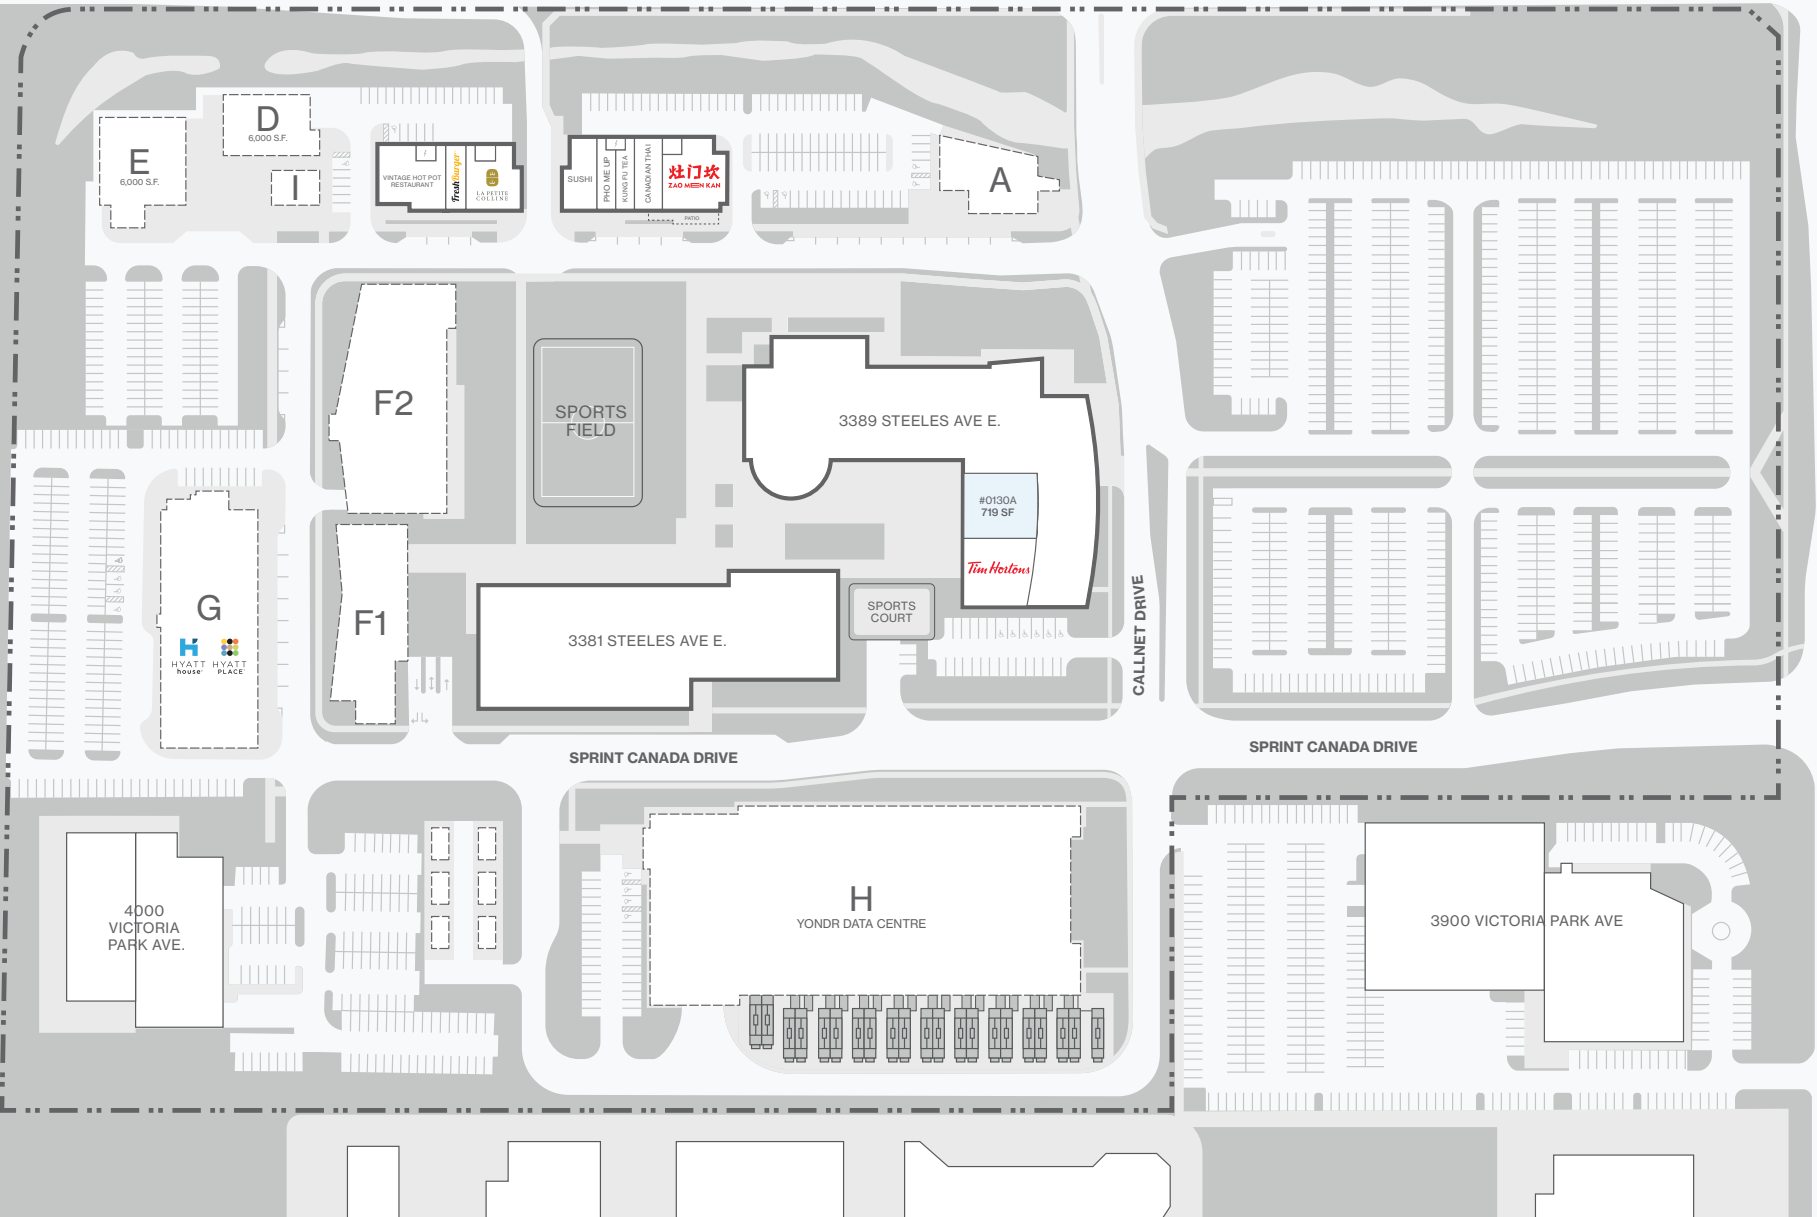 D
6,000 S.F.
E
6,000 S.F.
I
VINTAGE HOT POT
RESTAURANT
FreshBurger
LA PETITE
COLLINE
SUSHI
PHO ME UP
KUNG FU TEA
CANADIAN THAI
灶门坎
ZAO MEN KAN
PATIO
A
F2
SPORTS
FIELD
3389 STEELES AVE E.
#0130A
719 SF
Tim Hortons
G
HYATT
house
HYATT
PLACE
F1
3381 STEELES AVE E.
SPORTS
COURT
CALLNET DRIVE
SPRINT CANADA DRIVE
SPRINT CANADA DRIVE
4000
VICTORIA
PARK AVE.
H
YONDR DATA CENTRE
3900 VICTORIA PARK AVE